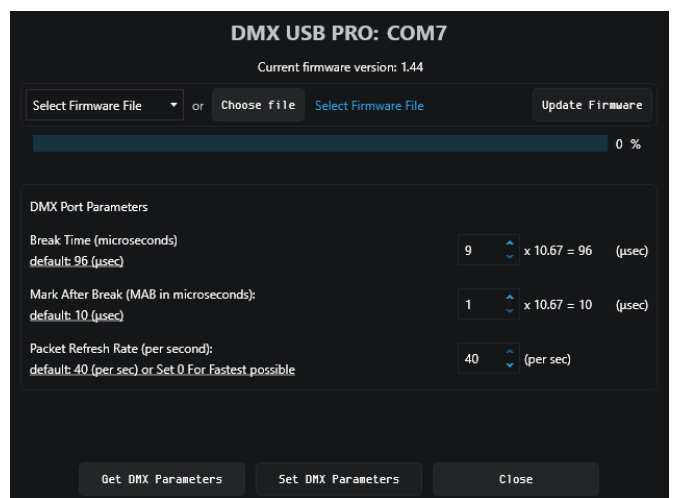 DMX USB PRO: COM7
Current firmware version: 1.44
Select Firmware File or Choose file Select Firmware File Update Firmware
0 %
DMX Port Parameters
Break Time (microseconds)
default: 96 (µsec)
9 x 10.67 = 96 (µsec)
Mark After Break (MAB in microseconds):
default: 10 (µsec)
1 x 10.67 = 10 (µsec)
Packet Refresh Rate (per second):
default: 40 (per sec) or Set 0 For Fastest possible
40 (per sec)
Get DMX Parameters Set DMX Parameters Close